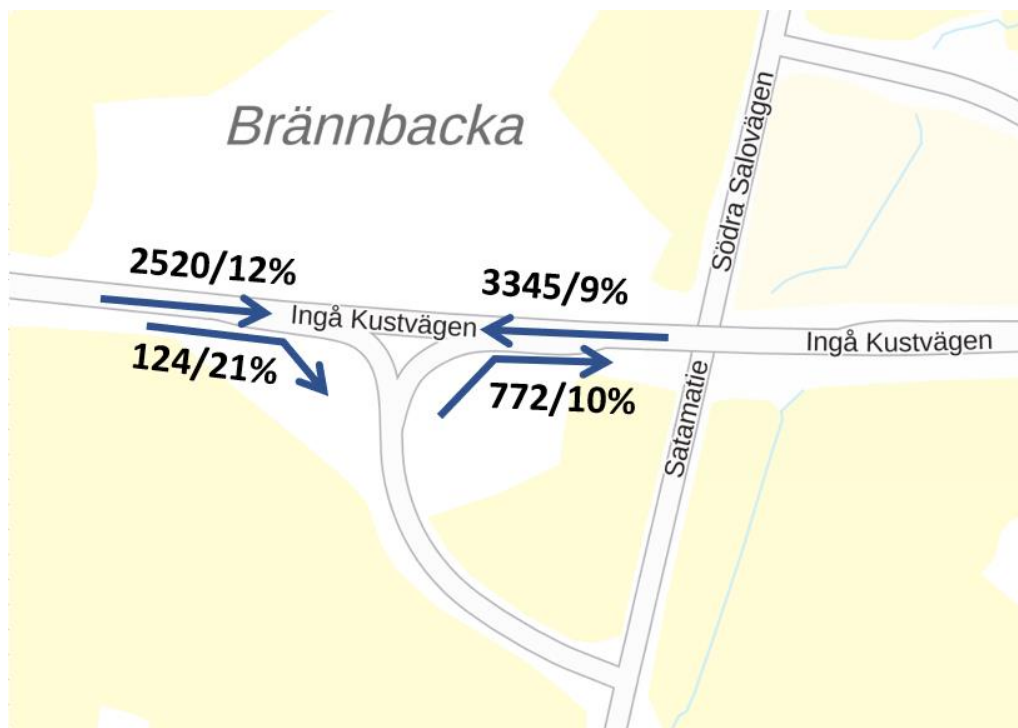 Brännbacka
Södra Salovägen
2520/12%
3345/9%
Ingå Kustvägen
Ingå Kustvägen
124/21%
772/10%
Satamatie